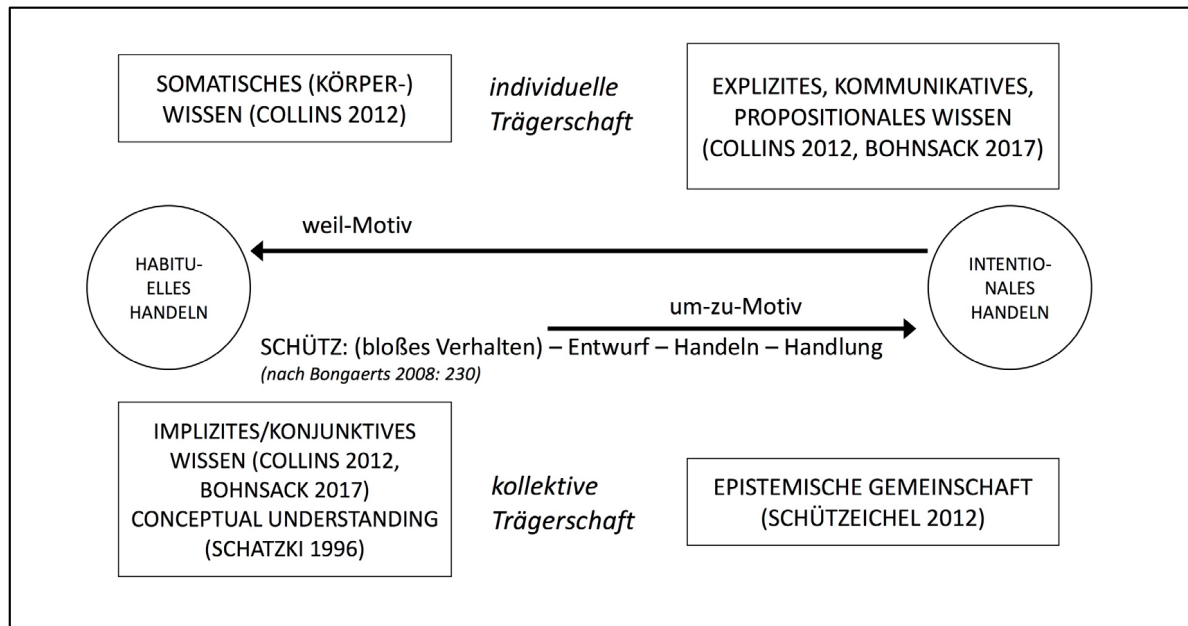 SOMATISCHES (KÖRPER-)
WISSEN (COLLINS 2012)
individuelle
Trägerschaft
EXPLIZITES, KOMMUNIKATIVES,
PROPOSITIONALES WISSEN
(COLLINS 2012, BOHNSACK 2017)
weil-Motiv
HABITU-
ELLES
HANDELN
INTENTIO-
NALES
HANDELN
um-zu-Motiv
SCHÜTZ: (bloßes Verhalten) – Entwurf – Handeln – Handlung
(nach Bongaerts 2008: 230)
IMPLIZITES/KONJUNKTIVES
WISSEN (COLLINS 2012,
BOHNSACK 2017)
CONCEPTUAL UNDERSTANDING
(SCHATZKI 1996)
kollektive
Trägerschaft
EPISTEMISCHE GEMEINSCHAFT
(SCHÜTZEICHEL 2012)